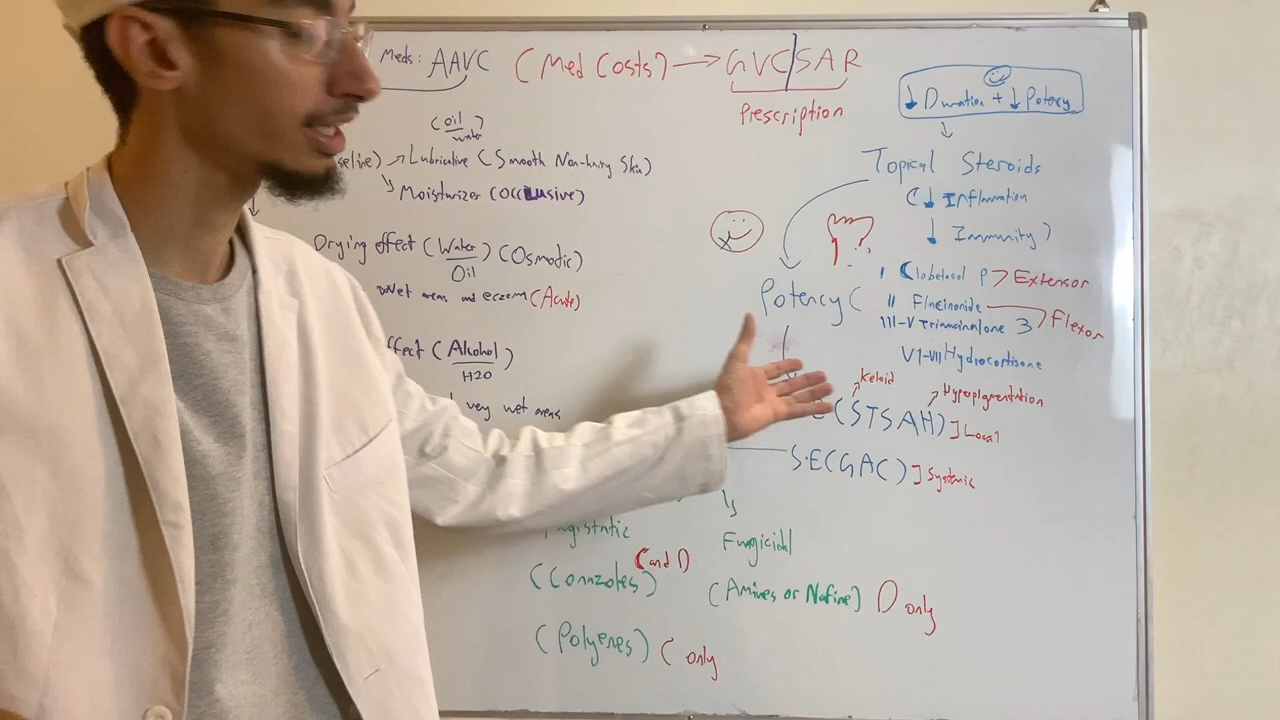 Meds: AAVC (Med Costs) → GVC/SAR
Prescription
(Oil/water)
seline) → Lubricative (Smooth Non-hairy Skin)
Moisturizer (Occlusive)
Drying effect (Water/Oil) (Osmotic)
Wet areas and eczema (Acute)
ffect (Alcohol/H2O)
very wet areas
↓ Duration + ↓ Potency
Topical Steroids
(↓ Inflammation
↓ Immunity)
Potency (
I Clobetasol P > Extensor
II Flucinonide
Flexor
III-V Triamcinalone 3
VI-VII Hydrocortisone
Keloid
Hyperpigmentation
(STSAH) ] Local
S.E(GAC) ] Systemic
ngistatic
Fungicidal
(Conazoles) C and D
(Amines or Nafine) D only
(Polyenes) C only